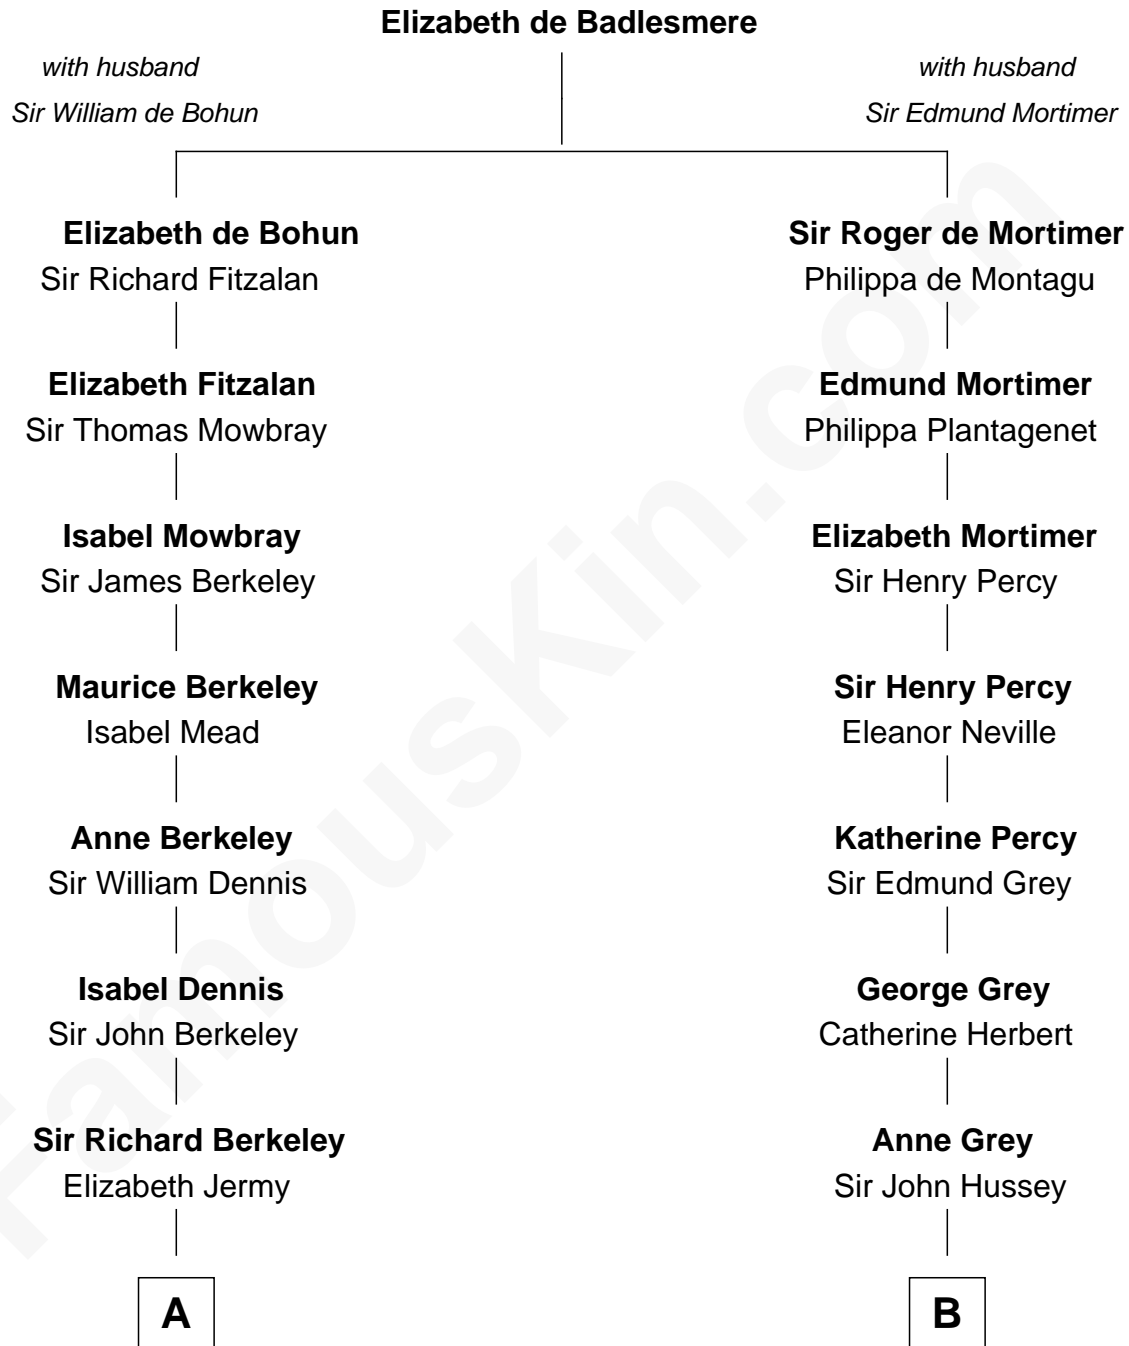 Elizabeth de Badlesmere
with husband
Sir William de Bohun
with husband
Sir Edmund Mortimer
Elizabeth de Bohun
Sir Richard Fitzalan
Sir Roger de Mortimer
Philippa de Montagu
Elizabeth Fitzalan
Sir Thomas Mowbray
Edmund Mortimer
Philippa Plantagenet
Isabel Mowbray
Sir James Berkeley
Elizabeth Mortimer
Sir Henry Percy
Maurice Berkeley
Isabel Mead
Sir Henry Percy
Eleanor Neville
Anne Berkeley
Sir William Dennis
Katherine Percy
Sir Edmund Grey
Isabel Dennis
Sir John Berkeley
George Grey
Catherine Herbert
Sir Richard Berkeley
Elizabeth Jermy
Anne Grey
Sir John Hussey
A
B
FamousKin.com